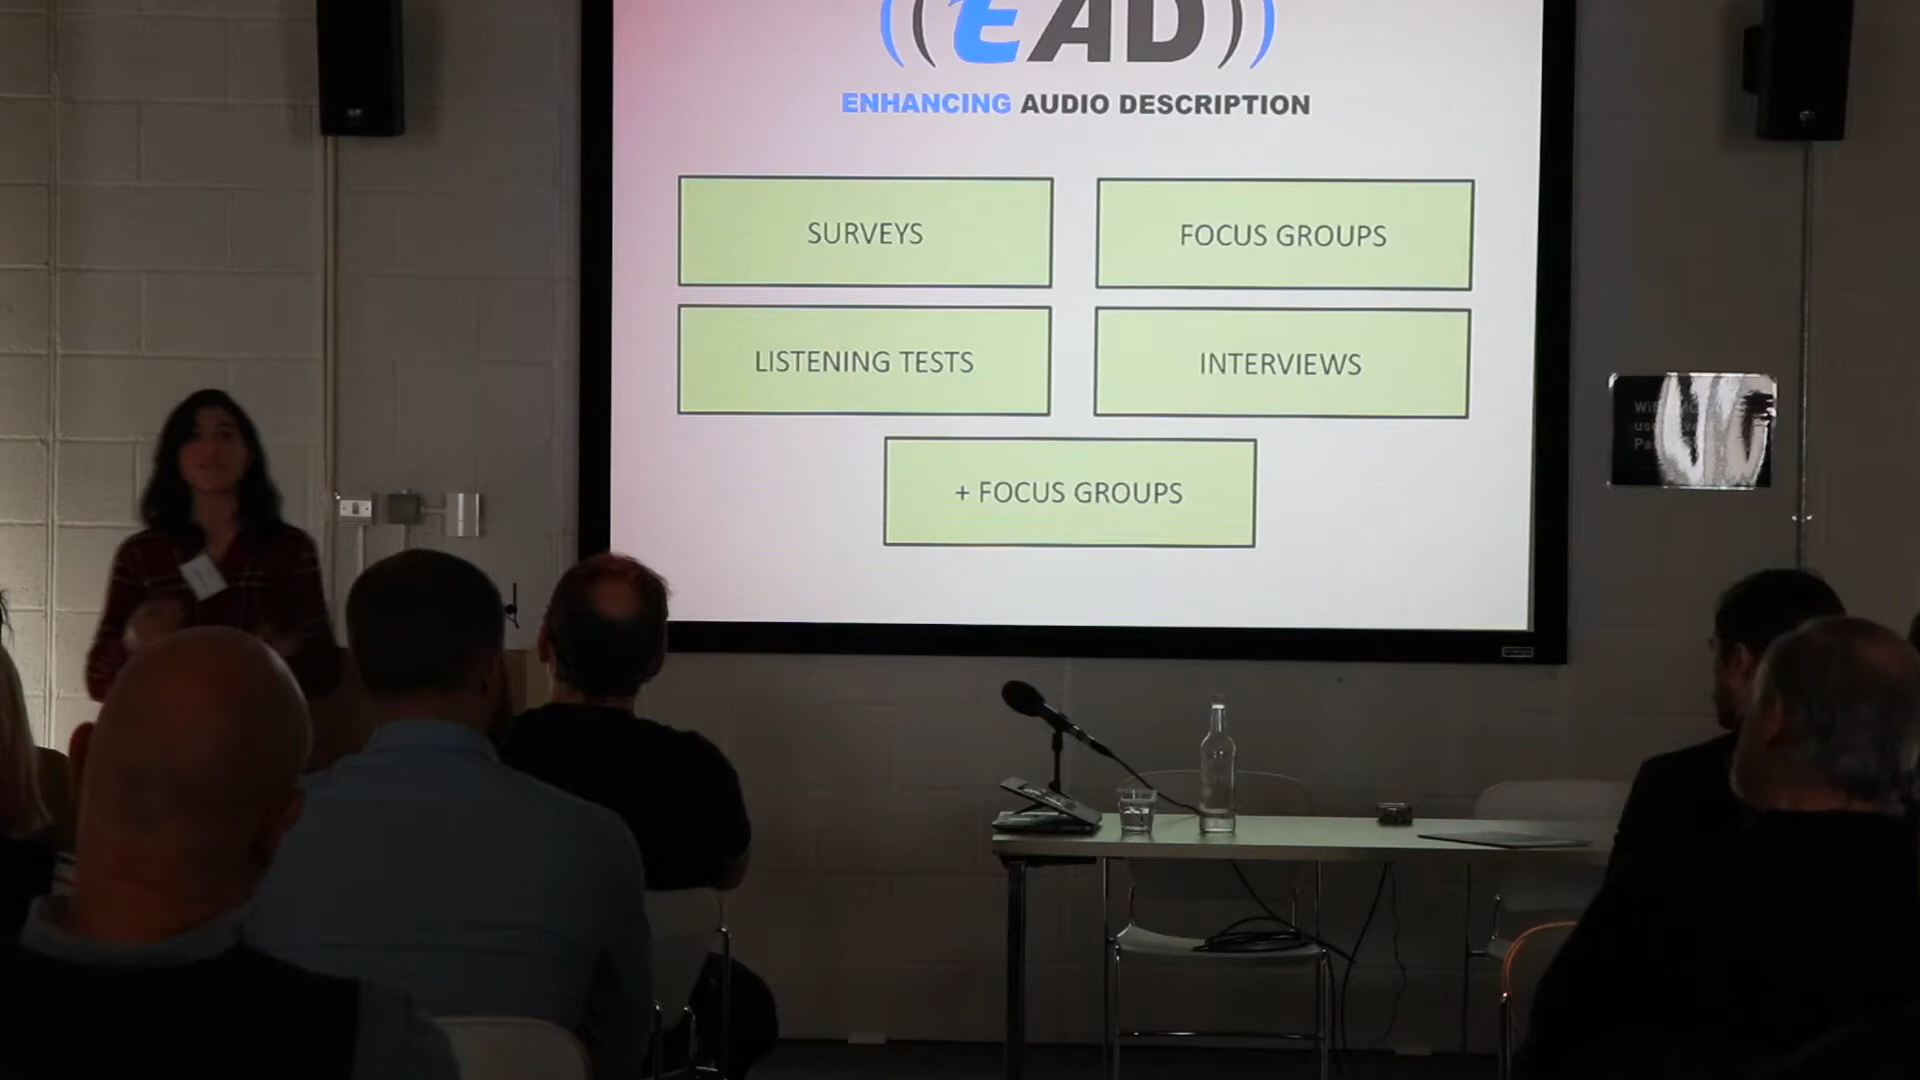 ((EAD))
ENHANCING AUDIO DESCRIPTION
SURVEYS
FOCUS GROUPS
LISTENING TESTS
INTERVIEWS
+ FOCUS GROUPS